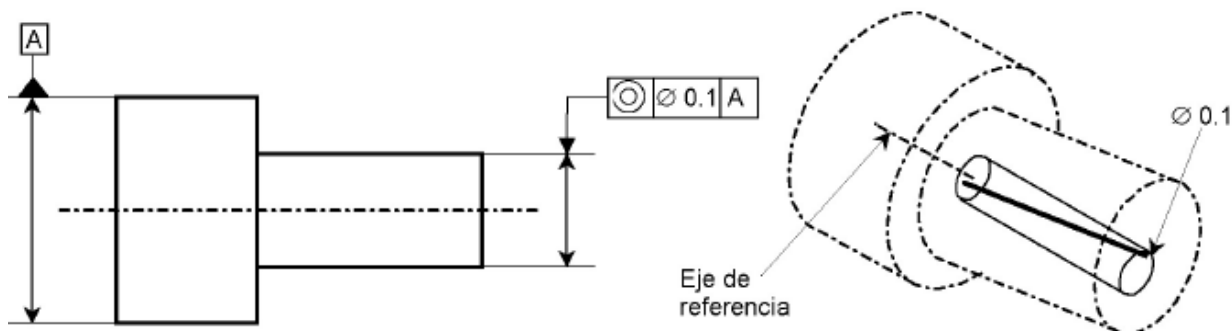 A
⌀ 0.1 A
⌀ 0.1
Eje de
referencia